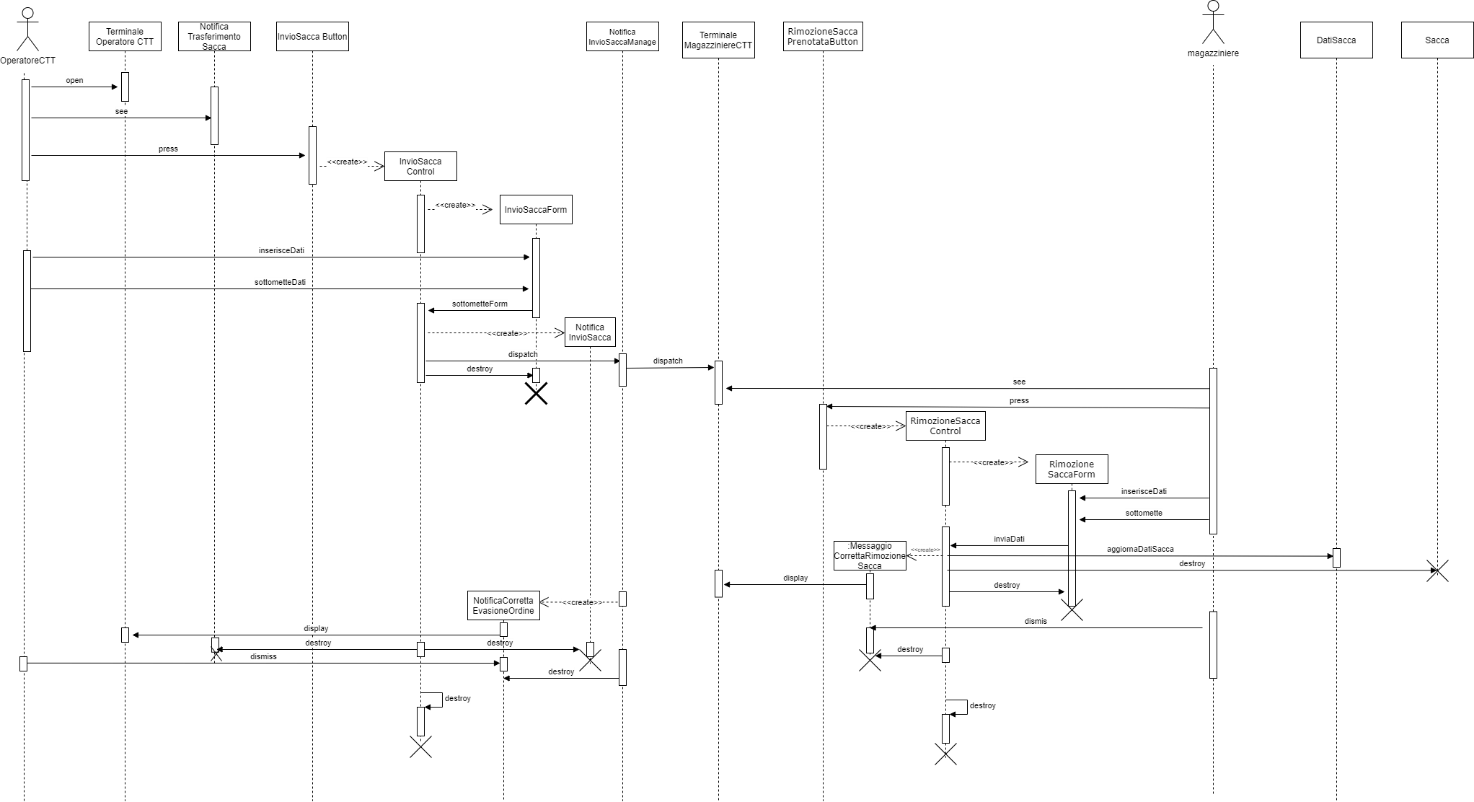 OperatoreCTT
Terminale
Operatore CTT
Notifica
Trasferimento
Sacca
InvioSacca Button
Notifica
InvioSaccaManage
Terminale
MagazziniereCTT
RimozioneSacca
PrenotataButton
magazziniere
DatiSacca
Sacca
open
see
press
<<create>>
InvioSacca
Control
<<create>>
InvioSaccaForm
inserisceDati
sottometteDati
sottometteForm
<<create>>
Notifica
InvioSacca
dispatch
dispatch
destroy
see
press
<<create>>
RimozioneSacca
Control
<<create>>
Rimozione
SaccaForm
inserisceDati
sottomette
inviaDati
:Messaggio
CorrettaRimozione
Sacca
<<create>>
aggiornaDatiSacca
destroy
display
destroy
NotificaCorretta
EvasioneOrdine
<<create>>
display
dismis
destroy
destroy
destroy
dismiss
destroy
destroy
destroy